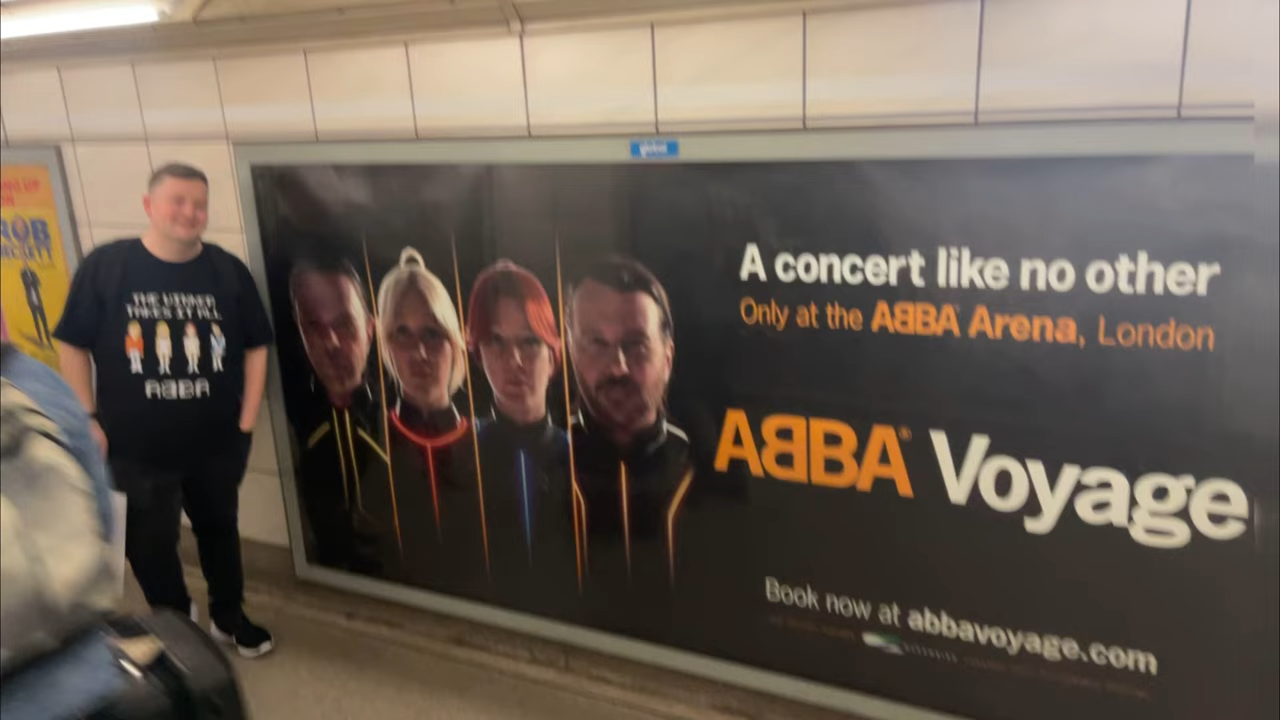 THE WINNER
TAKES IT ALL
ABBA
A concert like no other
Only at the ABBA Arena, London
ABBA® Voyage
Book now at abbavoyage.com